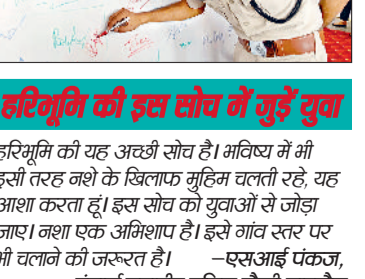 हरिभूमि की इस सोच में जुड़ें युवा
हरिभूमि की यह अच्छी सोच है। भविष्य में भी
इसी तरह नशे के खिलाफ मुहिम चलती रहे, यह
आशा करता हूं। इस सोच को युवाओं से जोड़ा
जाए। नशा एक अभिशाप है। इसे गांव स्तर पर
भी चलाने की जरूरत है। –एसआई पंकज,